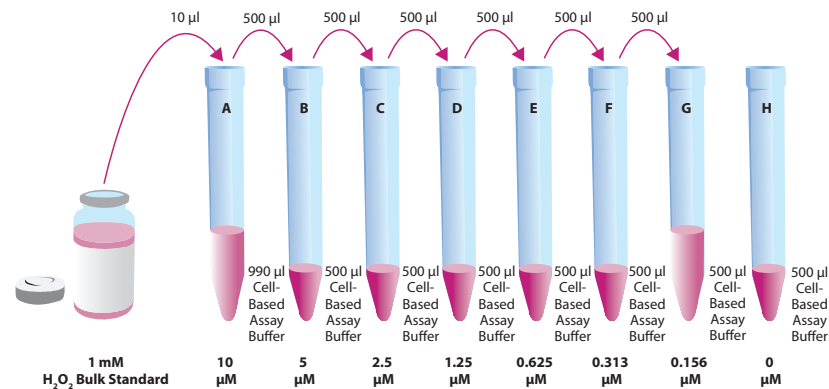 10 µl 500 µl 500 µl 500 µl 500 µl 500 µl 500 µl
A B C D E F G H
990 µl 500 µl 500 µl 500 µl 500 µl 500 µl 500 µl 500 µl
Cell- Cell- Cell- Cell- Cell- Cell- Cell- Cell-
Based Based Based Based Based Based Based Based
Assay Assay Assay Assay Assay Assay Assay Assay
Buffer Buffer Buffer Buffer Buffer Buffer Buffer Buffer
1 mM 10 5 2.5 1.25 0.625 0.313 0.156 0
H₂O₂ Bulk Standard µM µM µM µM µM µM µM µM